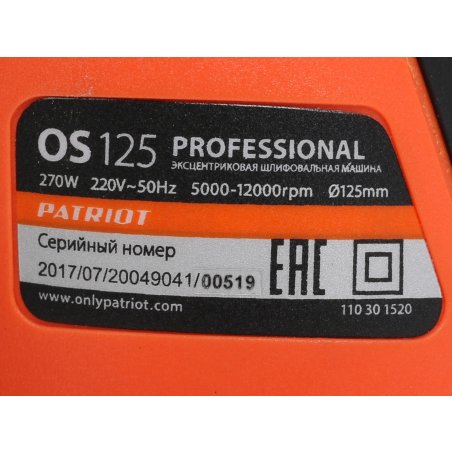 OS 125 PROFESSIONAL
ЭКСЦЕНТРИКОВАЯ ШЛИФОВАЛЬНАЯ МАШИНА
270W 220V~50Hz 5000-12000rpm Ø125mm
PATRIOT
Серийный номер
2017/07/20049041/00519
EAC
www.onlypatriot.com
110 30 1520